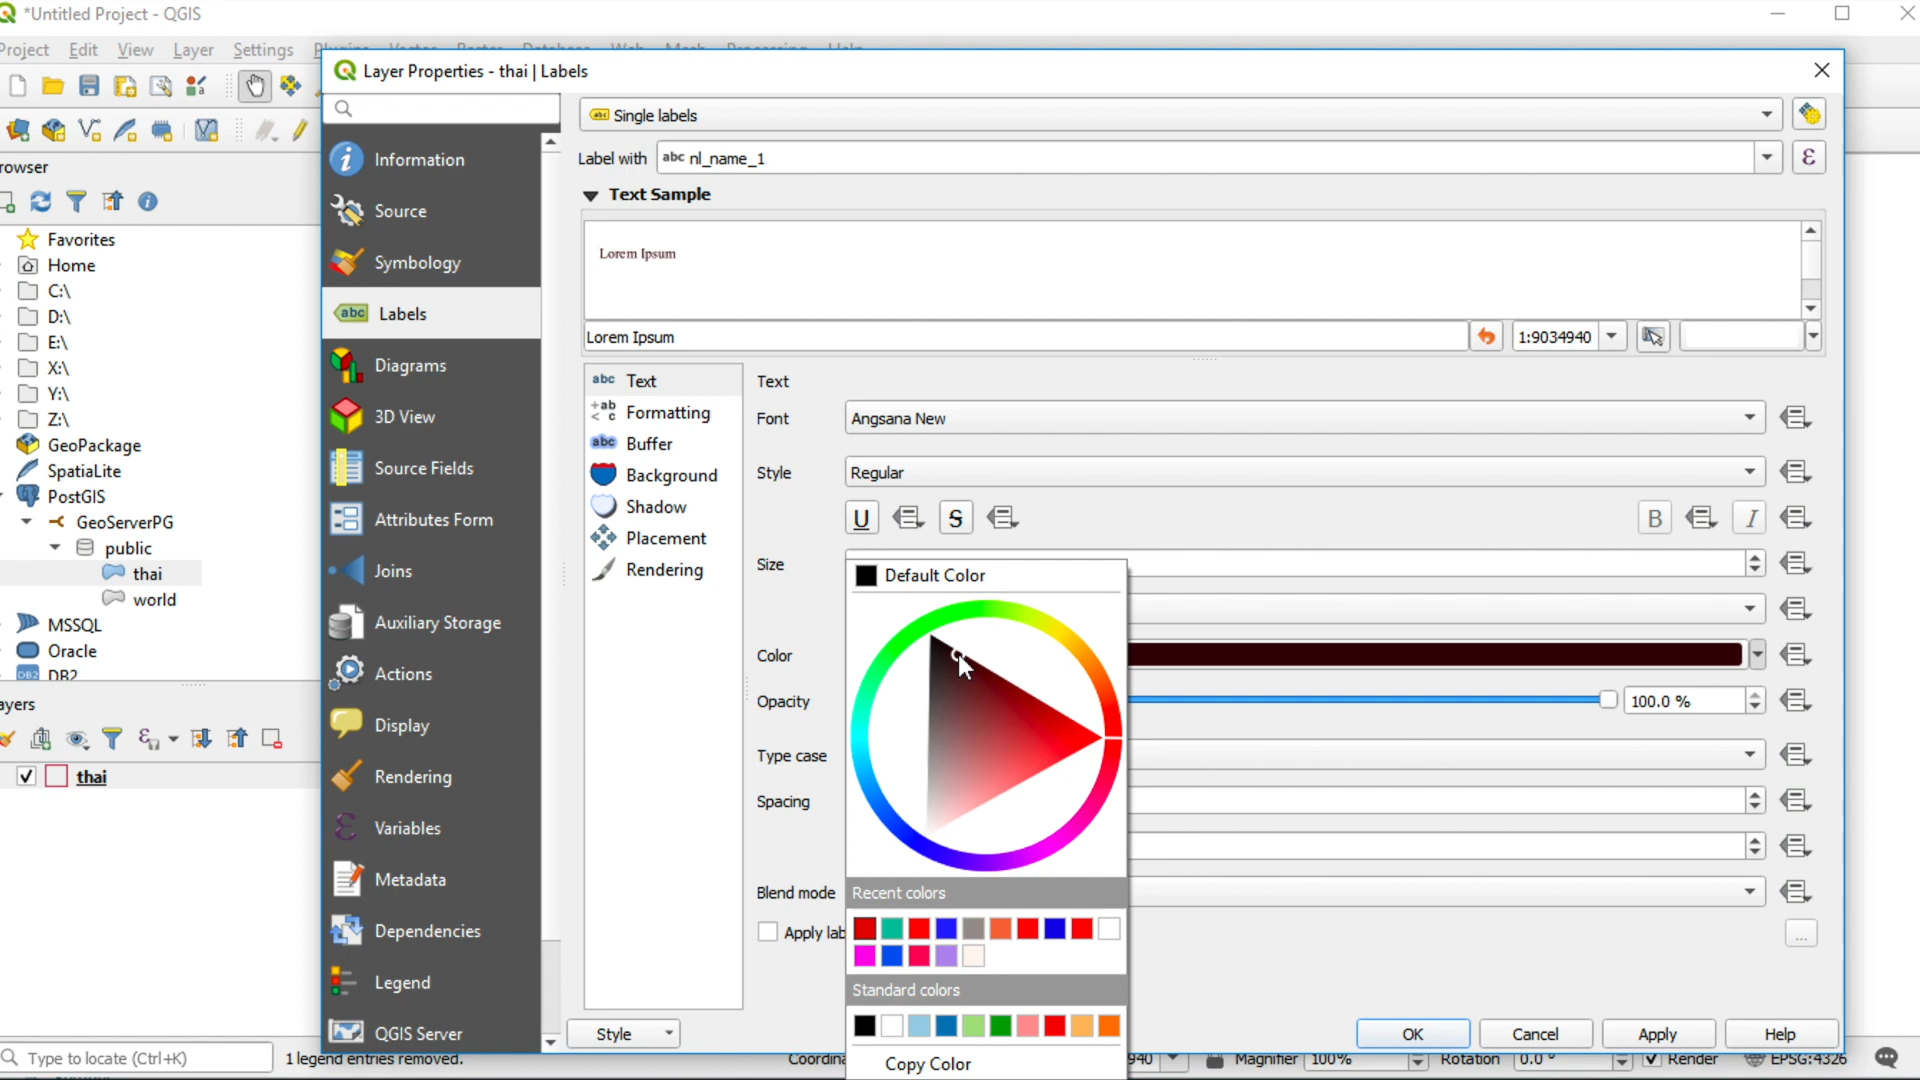 *Untitled Project - QGIS
Project Edit View Layer Settings
Layer Properties - thai | Labels
Information
Source
Symbology
Labels
Diagrams
3D View
Source Fields
Attributes Form
Joins
Auxiliary Storage
Actions
Display
Rendering
Variables
Metadata
Dependencies
Legend
QGIS Server
Single labels
Label with abc nl_name_1
Text Sample
Lorem Ipsum
Lorem Ipsum
1:9034940
Text
Formatting
Buffer
Background
Shadow
Placement
Rendering
Text
Font Angsana New
Style Regular
U S B I
Size
Color
Opacity 100.0 %
Type case
Spacing
Blend mode
Apply lab
Default Color
Recent colors
Standard colors
Copy Color
...
Style
OK Cancel Apply Help
rowser
Favorites
Home
C:\
D:\
E:\
X:\
Y:\
Z:\
GeoPackage
SpatiaLite
PostGIS
GeoServerPG
public
thai
world
MSSQL
Oracle
DB2
ayers
thai
Type to locate (Ctrl+K) 1 legend entries removed. Coordina 940 Magnifier 100% Rotation 0.0 ° Render EPSG:4326